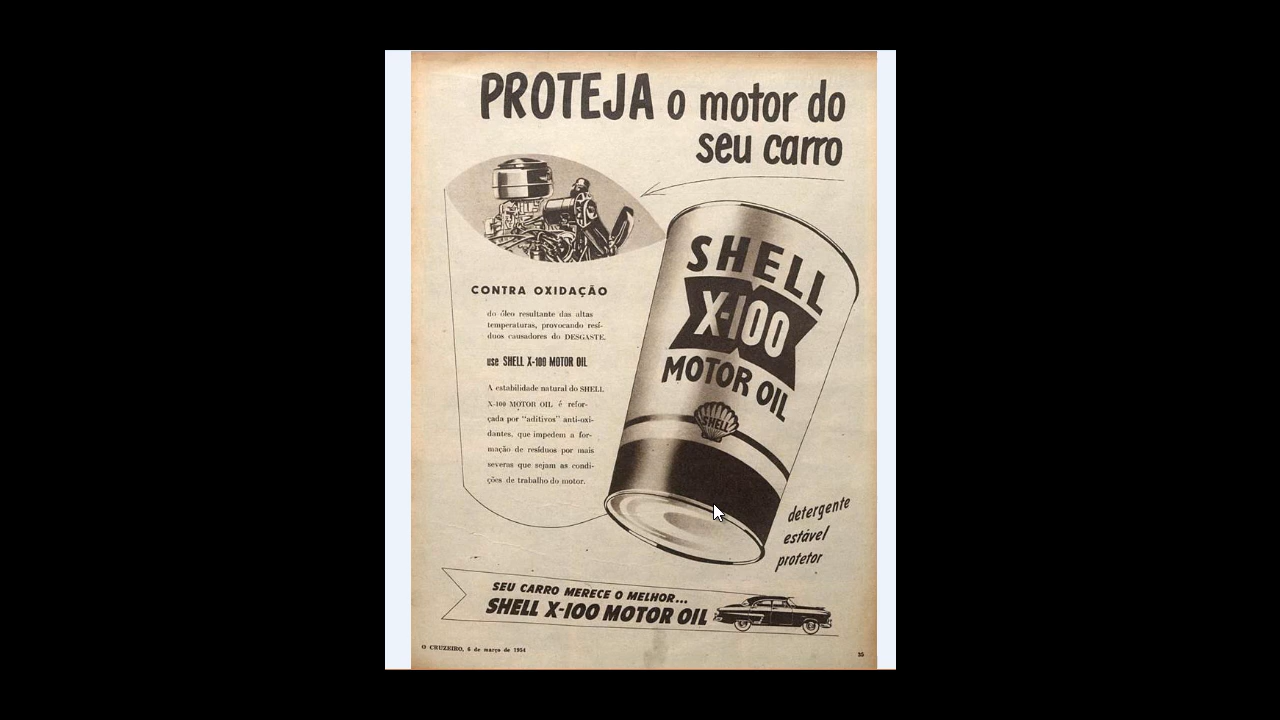 PROTEJA o motor do
seu carro
CONTRA OXIDAÇÃO
do óleo resultante das altas
temperaturas, provocando resí-
duos causadores do DESGASTE.
use SHELL X-100 MOTOR OIL
A estabilidade natural do SHELL
X-100 MOTOR OIL é refor-
çada por "aditivos" anti-oxi-
dantes, que impedem a for-
mação de resíduos por mais
severas que sejam as condi-
ções de trabalho do motor.
SHELL
X-100
MOTOR OIL
SHELL
detergente
estável
protetor
SEU CARRO MERECE O MELHOR...
SHELL X-100 MOTOR OIL
O CRUZEIRO, 6 de março de 1954
35